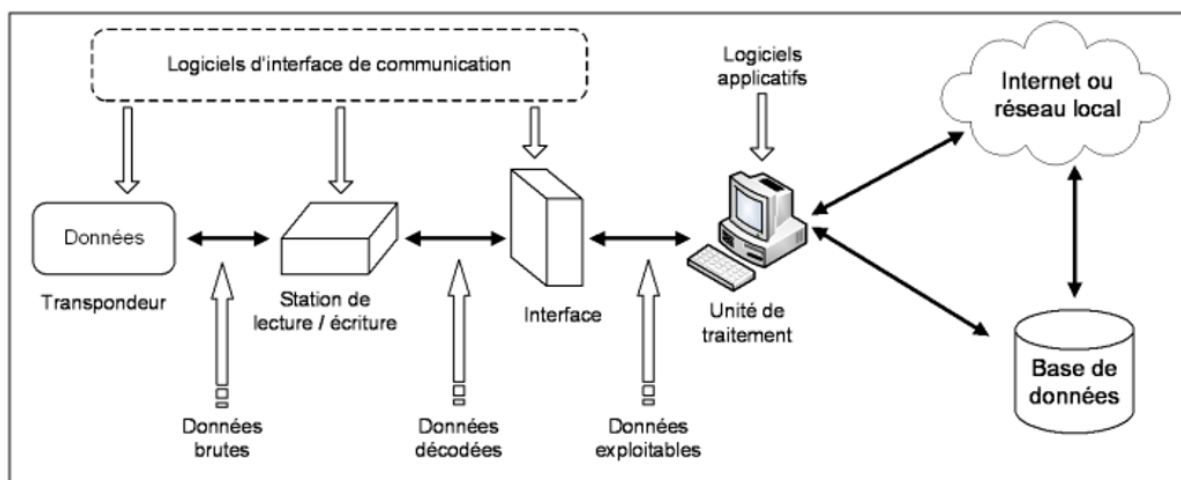 Logiciels d'interface de communication
Logiciels
applicatifs
Internet ou
réseau local
Données
Transpondeur
Station de
lecture / écriture
Interface
Unité de
traitement
Base de
données
Données
brutes
Données
décodées
Données
exploitables